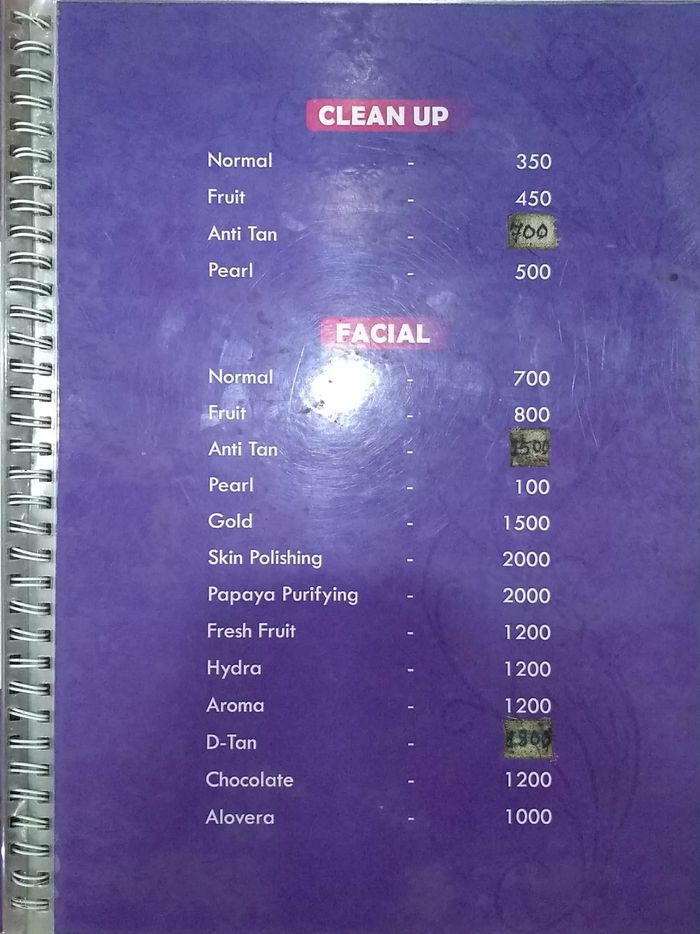 CLEAN UP
Normal - 350
Fruit - 450
Anti Tan - 700
Pearl - 500
FACIAL
Normal - 700
Fruit - 800
Anti Tan -
Pearl - 100
Gold - 1500
Skin Polishing - 2000
Papaya Purifying - 2000
Fresh Fruit - 1200
Hydra - 1200
Aroma - 1200
D-Tan -
Chocolate - 1200
Alovera - 1000